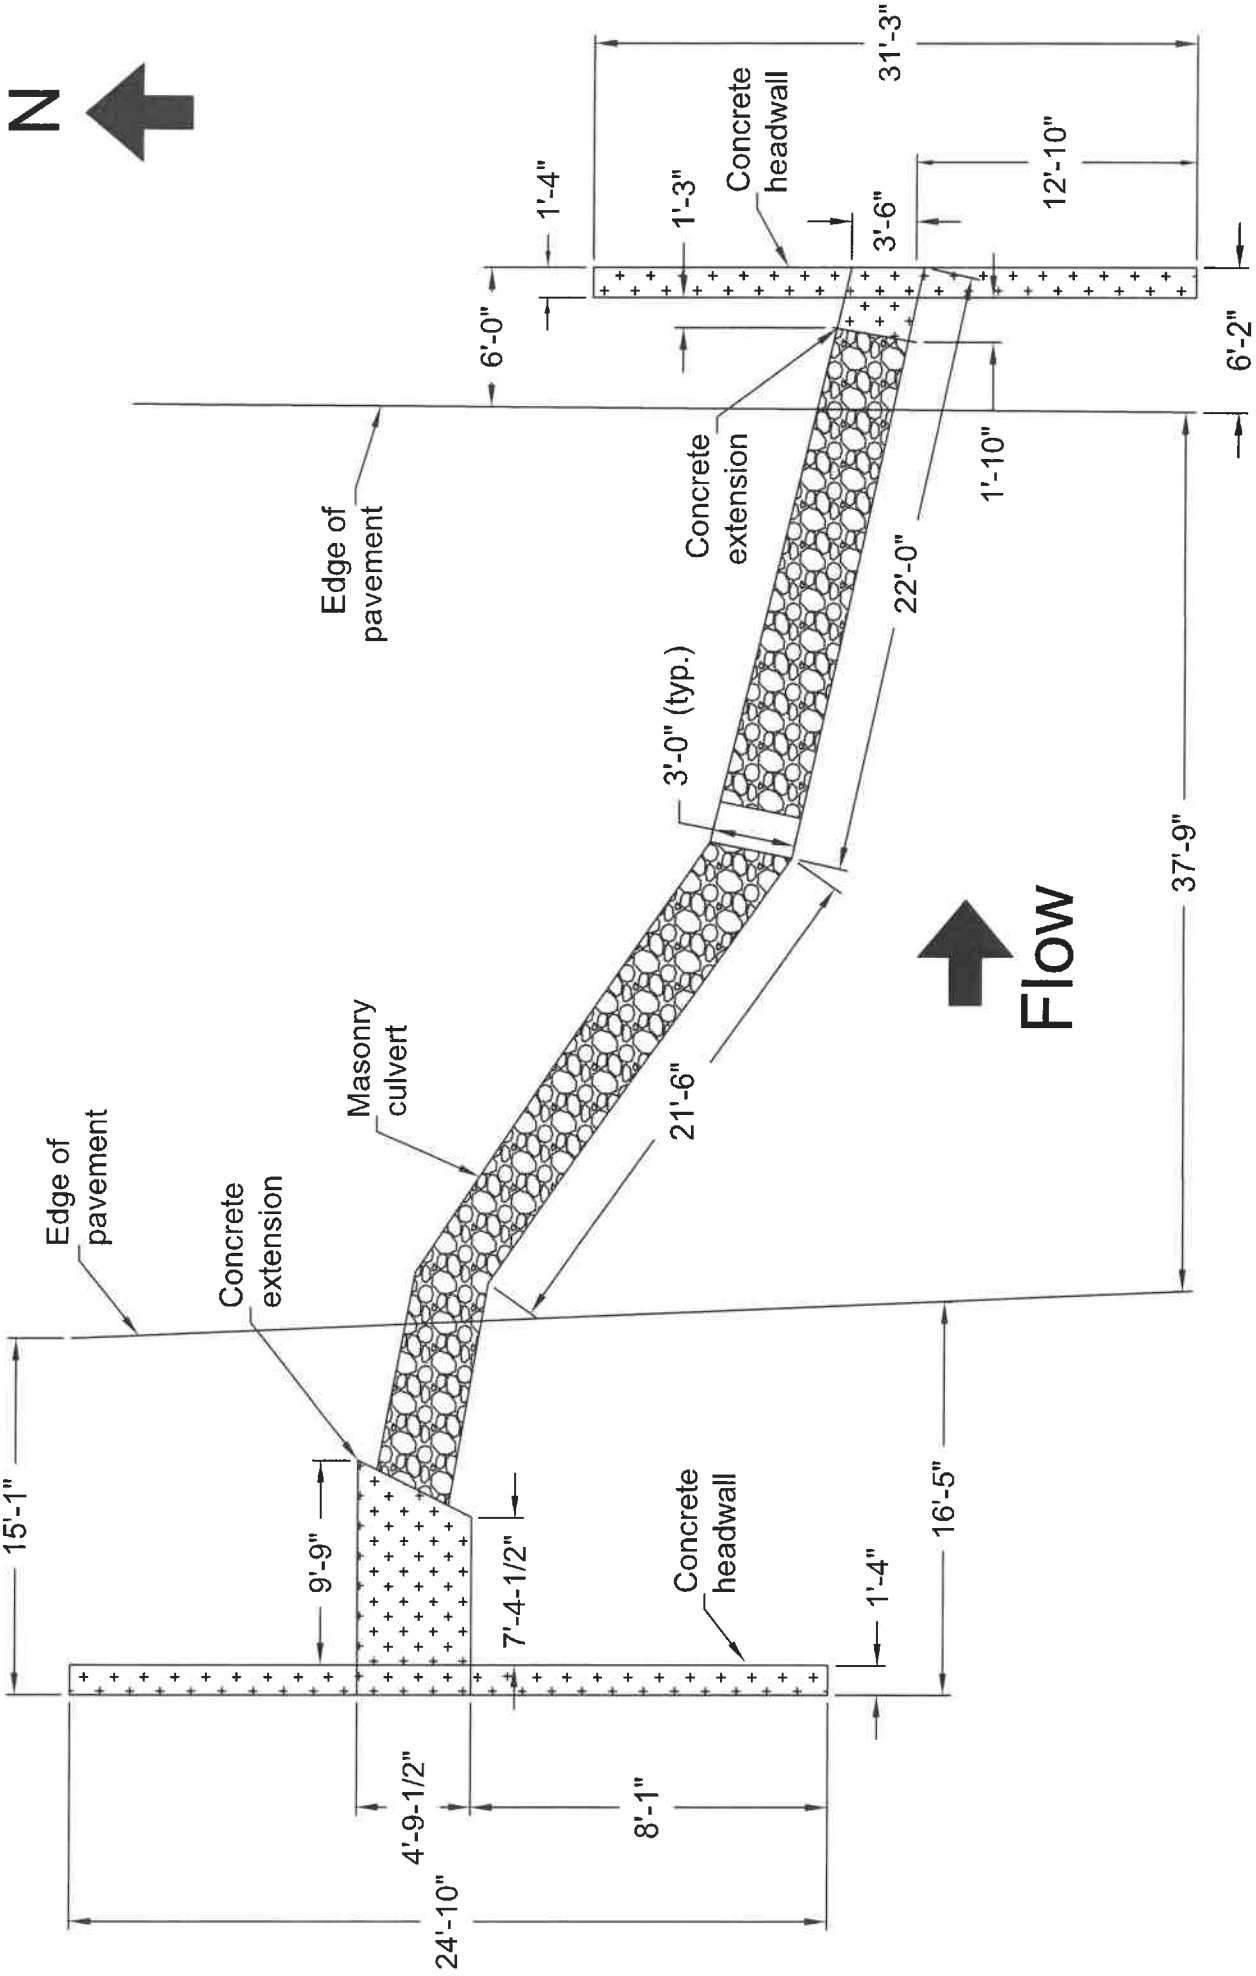 N
31'-3"
1'-4"
Concrete
headwall
1'-3"
12'-10"
3'-6"
6'-0"
6'-2"
Concrete
extension
1'-10"
Edge of
pavement
22'-0"
3'-0" (typ.)
37'-9"
Flow
Masonry
culvert
21'-6"
Edge of
pavement
Concrete
extension
15'-1"
9'-9"
7'-4-1/2"
Concrete
headwall
16'-5"
1'-4"
4'-9-1/2"
8'-1"
24'-10"